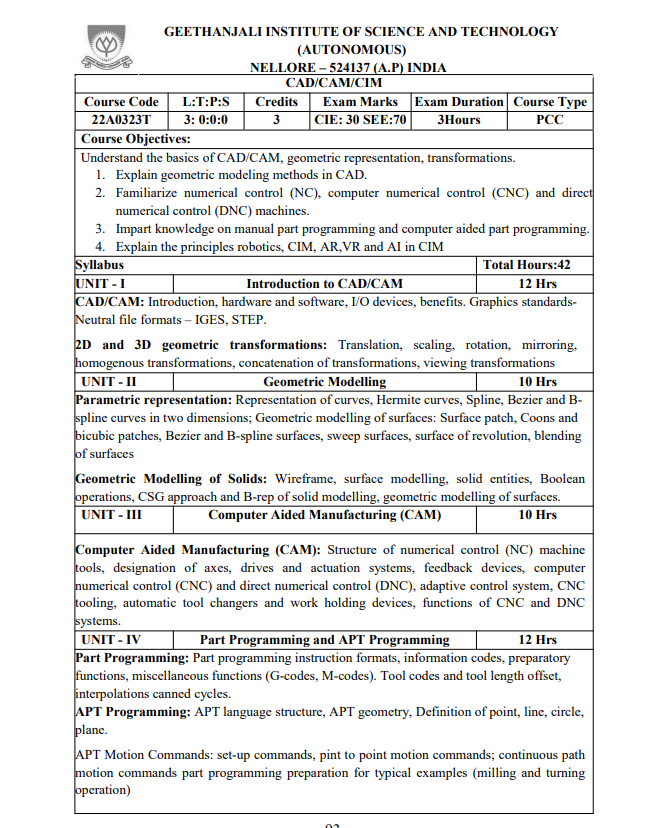 GEETHANJALI INSTITUTE OF SCIENCE AND TECHNOLOGY
(AUTONOMOUS)
NELLORE – 524137 (A.P) INDIA
CAD/CAM/CIM
Course Code L:T:P:S Credits Exam Marks Exam Duration Course Type
22A0323T 3: 0:0:0 3 CIE: 30 SEE:70 3Hours PCC
Course Objectives:
Understand the basics of CAD/CAM, geometric representation, transformations.
1. Explain geometric modeling methods in CAD.
2. Familiarize numerical control (NC), computer numerical control (CNC) and direct
numerical control (DNC) machines.
3. Impart knowledge on manual part programming and computer aided part programming.
4. Explain the principles robotics, CIM, AR,VR and AI in CIM
Syllabus Total Hours:42
UNIT - I Introduction to CAD/CAM 12 Hrs
CAD/CAM: Introduction, hardware and software, I/O devices, benefits. Graphics standards-
Neutral file formats – IGES, STEP.
2D and 3D geometric transformations: Translation, scaling, rotation, mirroring,
homogenous transformations, concatenation of transformations, viewing transformations
UNIT - II Geometric Modelling 10 Hrs
Parametric representation: Representation of curves, Hermite curves, Spline, Bezier and B-
spline curves in two dimensions; Geometric modelling of surfaces: Surface patch, Coons and
bicubic patches, Bezier and B-spline surfaces, sweep surfaces, surface of revolution, blending
of surfaces
Geometric Modelling of Solids: Wireframe, surface modelling, solid entities, Boolean
operations, CSG approach and B-rep of solid modelling, geometric modelling of surfaces.
UNIT - III Computer Aided Manufacturing (CAM) 10 Hrs
Computer Aided Manufacturing (CAM): Structure of numerical control (NC) machine
tools, designation of axes, drives and actuation systems, feedback devices, computer
numerical control (CNC) and direct numerical control (DNC), adaptive control system, CNC
tooling, automatic tool changers and work holding devices, functions of CNC and DNC
systems.
UNIT - IV Part Programming and APT Programming 12 Hrs
Part Programming: Part programming instruction formats, information codes, preparatory
functions, miscellaneous functions (G-codes, M-codes). Tool codes and tool length offset,
interpolations canned cycles.
APT Programming: APT language structure, APT geometry, Definition of point, line, circle,
plane.
APT Motion Commands: set-up commands, pint to point motion commands; continuous path
motion commands part programming preparation for typical examples (milling and turning
operation)